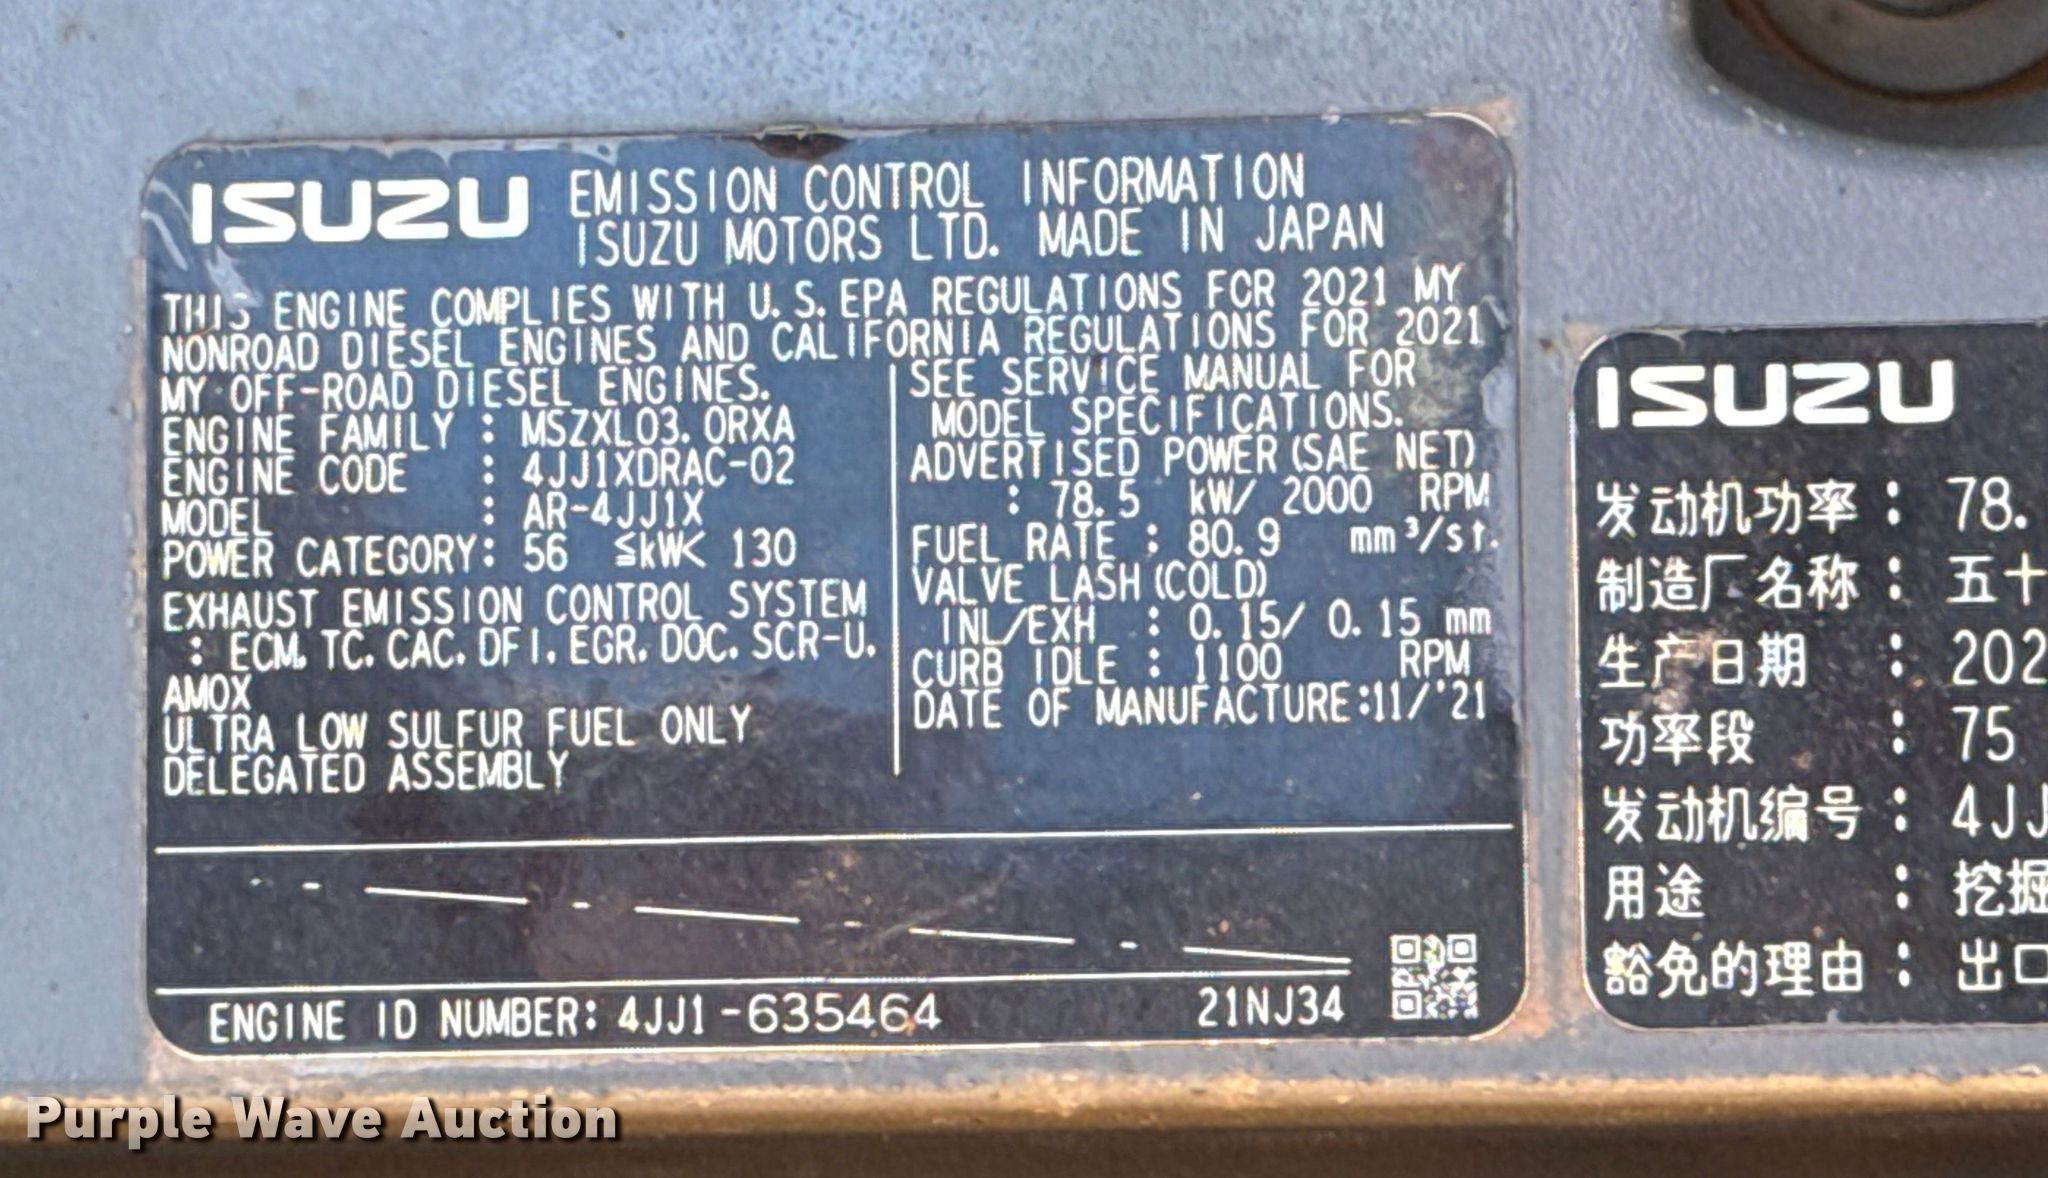 ISUZU EMISSION CONTROL INFORMATION
ISUZU MOTORS LTD. MADE IN JAPAN
THIS ENGINE COMPLIES WITH U.S.EPA REGULATIONS FOR 2021 MY
NONROAD DIESEL ENGINES AND CALIFORNIA REGULATIONS FOR 2021
MY OFF-ROAD DIESEL ENGINES.
ENGINE FAMILY : MSZXL03.0RXA
ENGINE CODE : 4JJ1XDRAC-02
MODEL : AR-4JJ1X
POWER CATEGORY: 56 ≦kW< 130
EXHAUST EMISSION CONTROL SYSTEM
: ECM, TC, CAC, DFI, EGR, DOC, SCR-U,
AMOX
ULTRA LOW SULFUR FUEL ONLY
DELEGATED ASSEMBLY
SEE SERVICE MANUAL FOR
MODEL SPECIFICATIONS.
ADVERTISED POWER(SAE NET)
: 78.5 kW/ 2000 RPM
FUEL RATE : 80.9 mm³/st.
VALVE LASH(COLD)
INL/EXH : 0.15/ 0.15 mm
CURB IDLE : 1100 RPM
DATE OF MANUFACTURE:11/'21
ENGINE ID NUMBER: 4JJ1-635464 21NJ34
ISUZU
发动机功率 : 78.
制造厂名称 : 五十
生产日期 : 202
功率段 : 75
发动机编号 : 4JJ
用途 : 挖掘
豁免的理由 : 出口
Purple Wave Auction